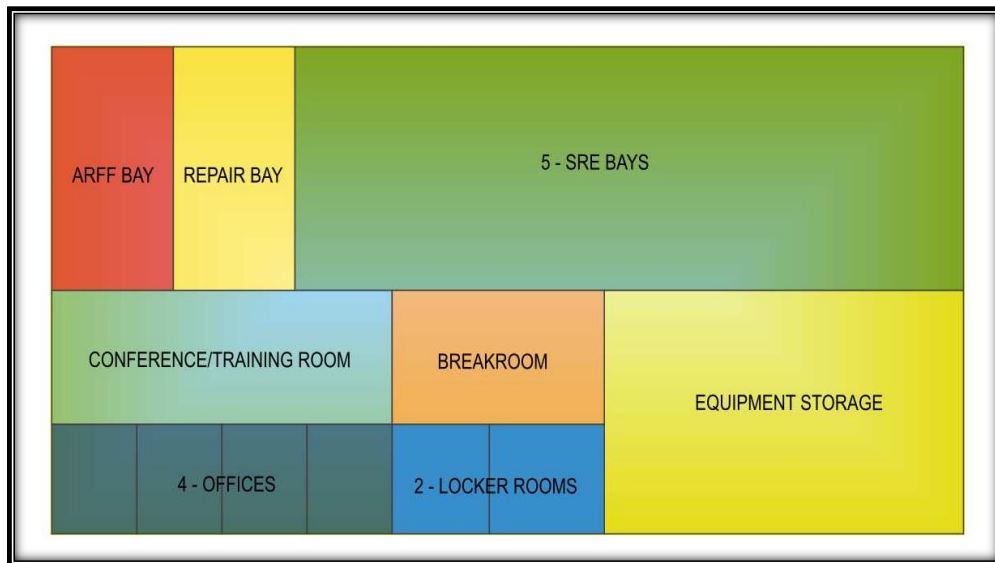 ARFF BAY
REPAIR BAY
5 - SRE BAYS
CONFERENCE/TRAINING ROOM
BREAKROOM
EQUIPMENT STORAGE
4 - OFFICES
2 - LOCKER ROOMS